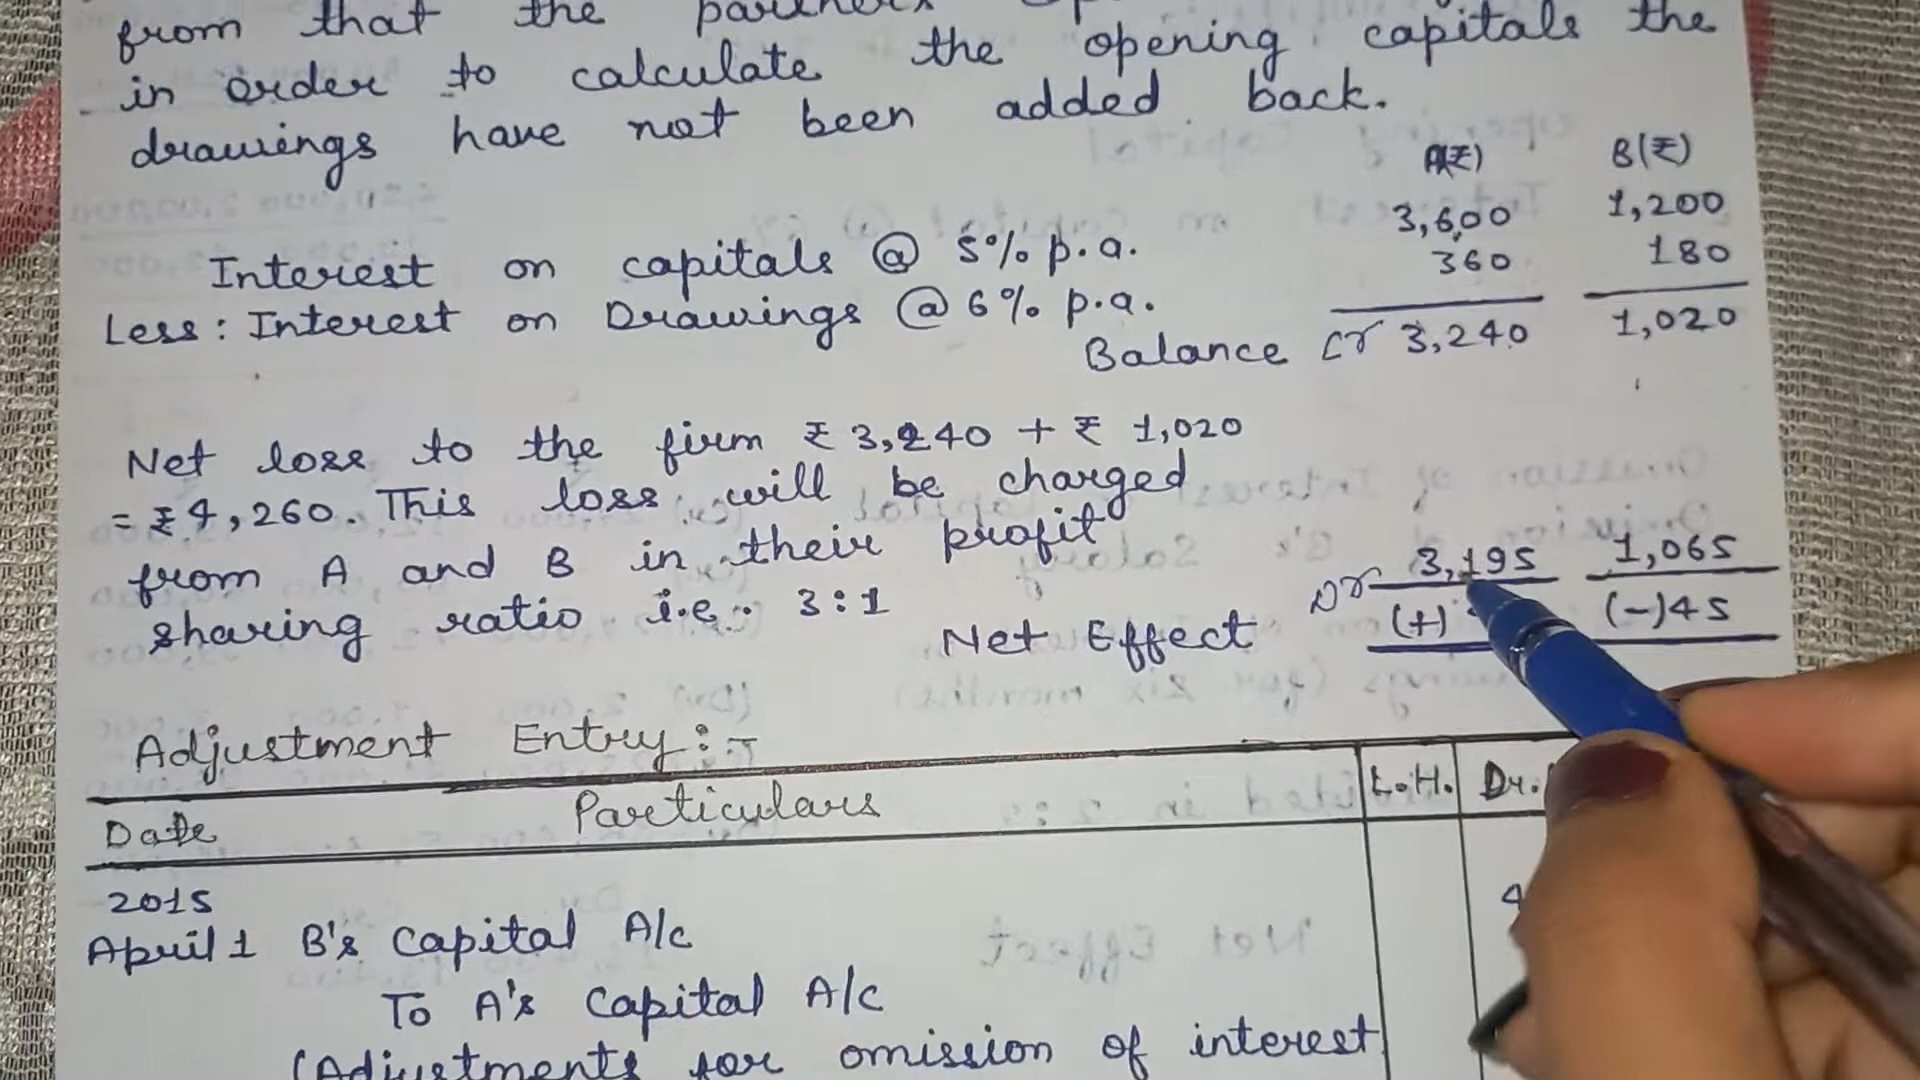 from that the
in order to calculate the opening capitals the
drawings have not been added back.
A(₹) B(₹)
Interest on capitals @ 5% p.a. 3,600 1,200
Less: Interest on Drawings @ 6% p.a. 360 180
Balance Cr 3,240 1,020
Net loss to the firm ₹ 3,240 + ₹ 1,020
= ₹ 4,260. This loss will be charged
from A and B in their profit
sharing ratio i.e. 3:1 Dr 3,195 1,065
Net Effect (+) (-)45
Adjustment Entry:-
Date Particulars L.H. Dr.
2015
April 1 B's Capital A/c 4
To A's Capital A/c
(Adjustments for omission of interest